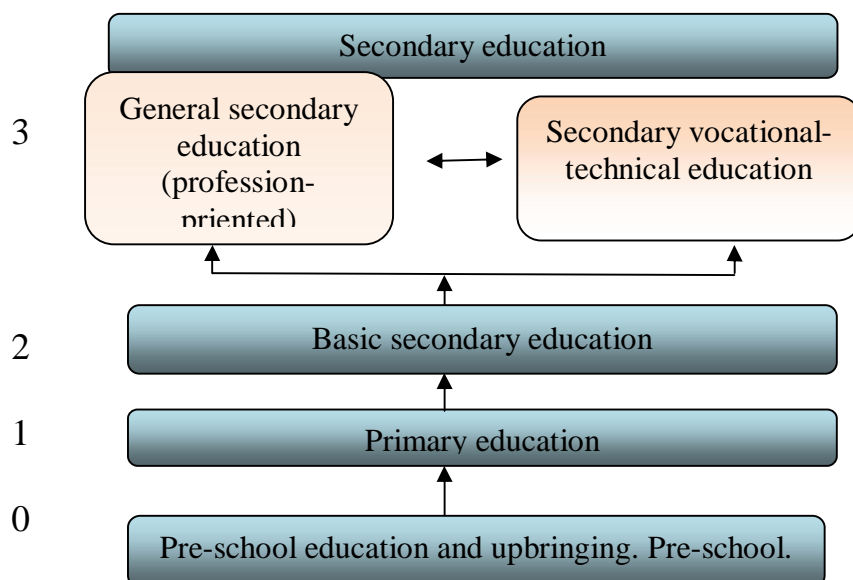 Secondary education
3
General secondary
education
(profession-
priented)
Secondary vocational-
technical education
2
Basic secondary education
1
Primary education
0
Pre-school education and upbringing. Pre-school.